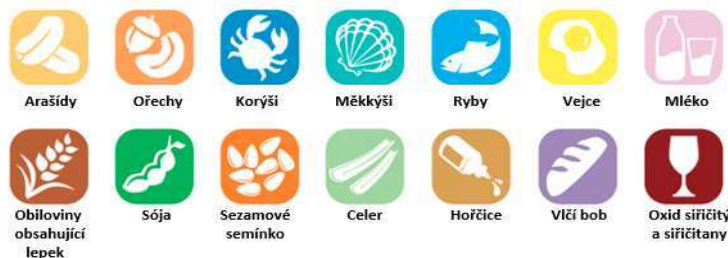 Arašídy Ořechy Korýši Měkkýši Ryby Vejce Mléko
Obiloviny obsahující lepek
Sója
Sezamové semínko
Celer
Hořčice
Vlčí bob
Oxid siřičitý a siřičitany